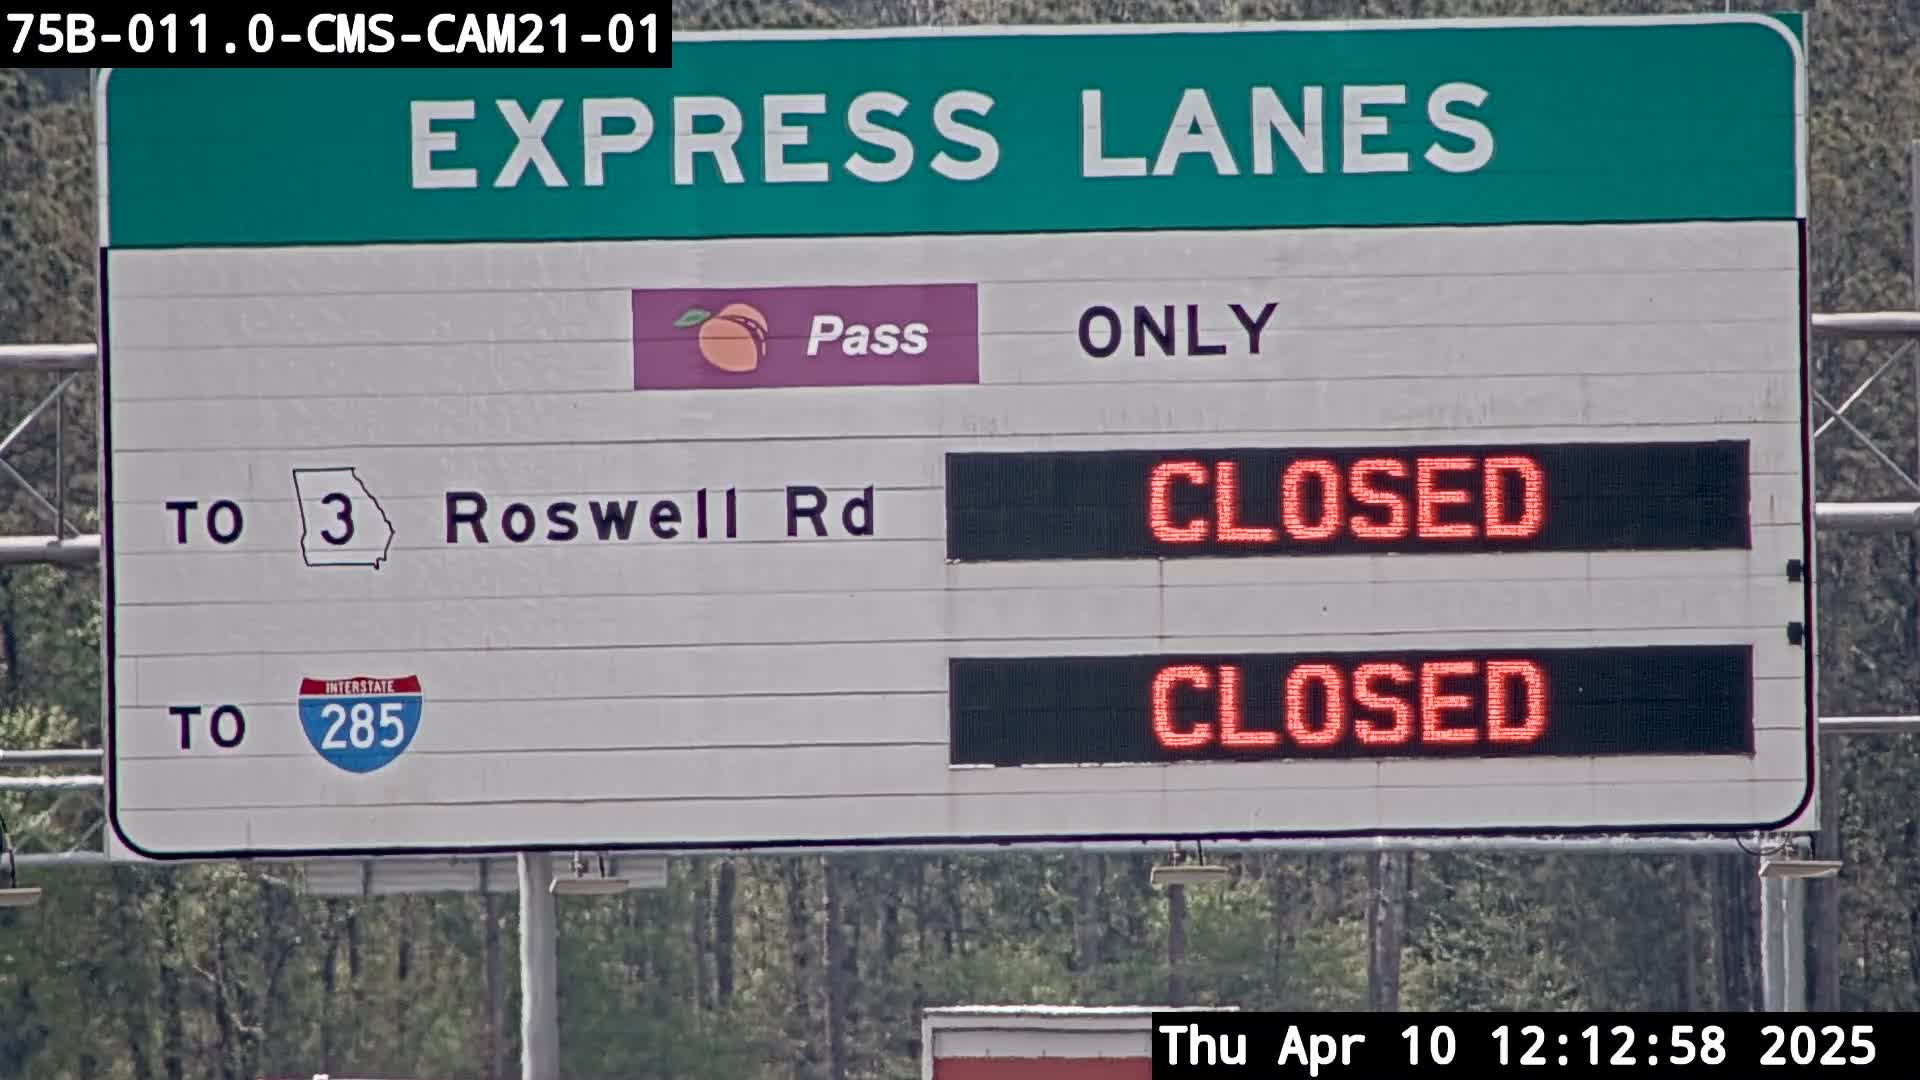 75B-011.0-CMS-CAM21-01
EXPRESS LANES
Pass ONLY
TO 3 Roswell Rd CLOSED
INTERSTATE
TO 285 CLOSED
Thu Apr 10 12:12:58 2025